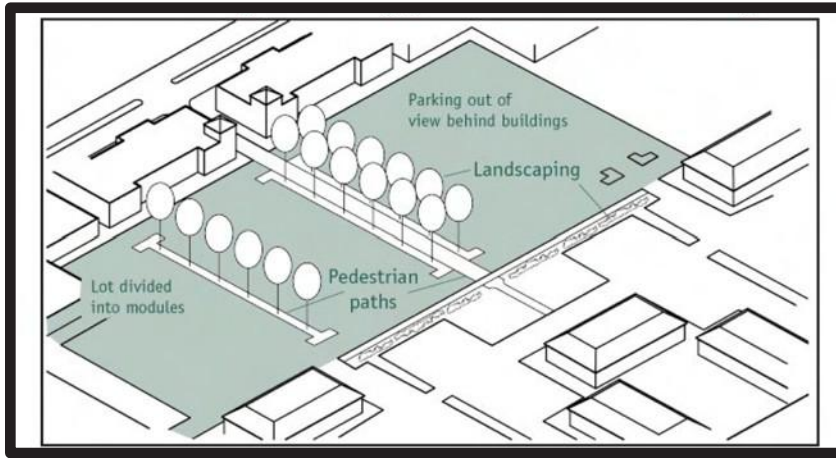 Parking out of
view behind buildings
Landscaping
Pedestrian
paths
Lot divided
into modules